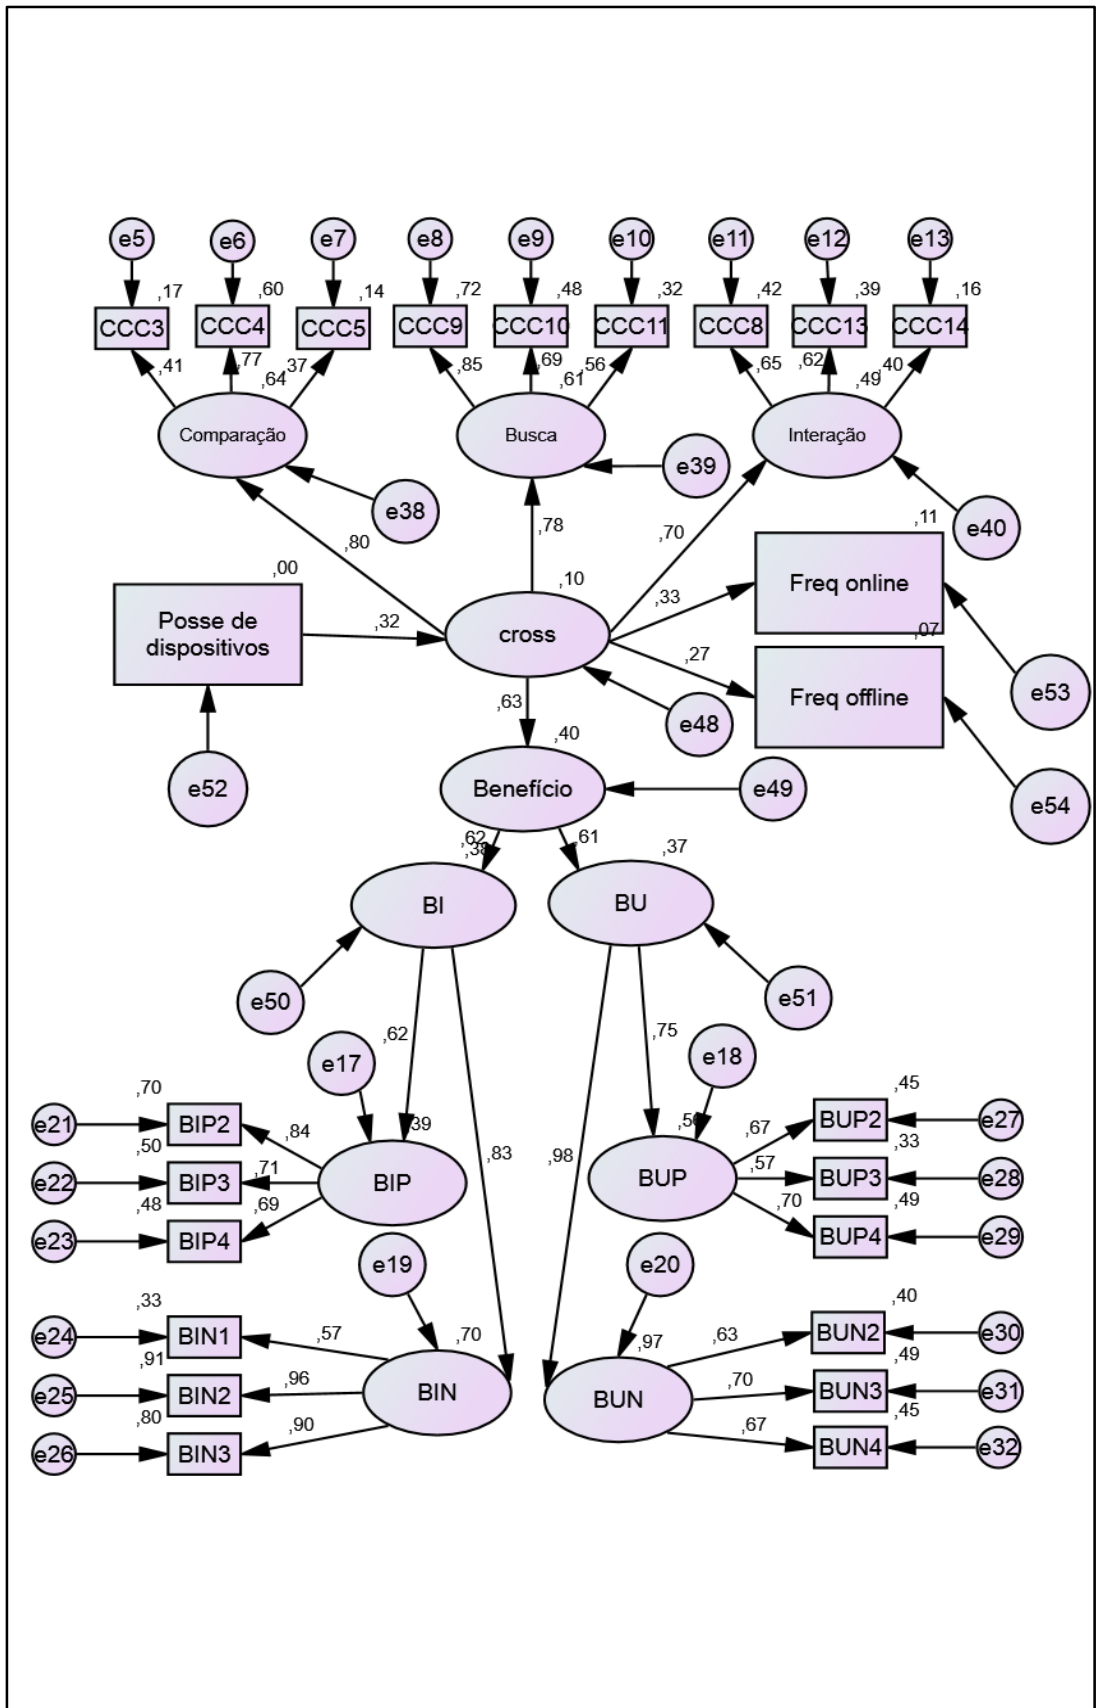 e5
e6
e7
e8
e9
e10
e11
e12
e13
,17
,60
,14
,72
,48
,32
,42
,39
,16
CCC3
CCC4
CCC5
CCC9
CCC10
CCC11
CCC8
CCC13
CCC14
,41
,77
,64
,37
,85
,69
,61
,56
,65
,62
,49
,40
Comparação
Busca
Interação
e38
e39
e40
,80
,78
,70
,11
,00
,10
,33
Freq online
Posse de
dispositivos
,32
cross
,07
,27
Freq offline
e53
,63
e48
,40
e52
Benefício
e49
e54
,62
,38
,61
,37
BI
BU
e50
e51
,62
,75
e17
e18
,70
,39
,56
,45
e21
BIP2
,84
,67
BUP2
e27
,50
,83
,98
,33
e22
BIP3
,71
BIP
BUP
,57
BUP3
e28
,48
,49
e23
BIP4
,69
,70
BUP4
e29
e19
e20
,33
,40
e24
BIN1
,57
,70
,97
,63
BUN2
e30
,91
,49
e25
BIN2
,96
BIN
BUN
,70
BUN3
e31
,80
,45
e26
BIN3
,90
,67
BUN4
e32